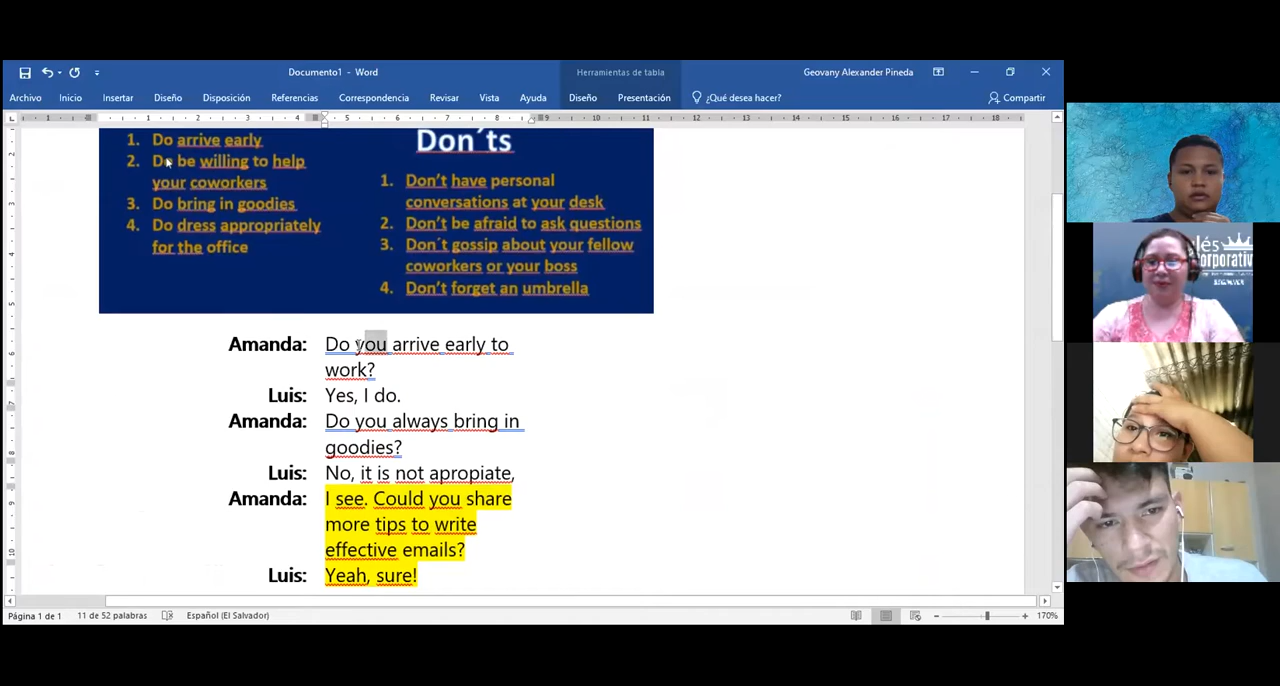 Documento1 - Word
Herramientas de tabla
Geovany Alexander Pineda
Archivo Inicio Insertar Diseño Disposición Referencias Correspondencia Revisar Vista Ayuda Diseño Presentación ¿Qué desea hacer? Compartir
1. Do arrive early
2. Do be willing to help
your coworkers
3. Do bring in goodies
4. Do dress appropriately
for the office
Don´ts
1. Don't have personal
conversations at your desk
2. Don't be afraid to ask questions
3. Don´t gossip about your fellow
coworkers or your boss
4. Don't forget an umbrella
Amanda: Do you arrive early to
work?
Luis: Yes, I do.
Amanda: Do you always bring in
goodies?
Luis: No, it is not apropiate,
Amanda: I see. Could you share
more tips to write
effective emails?
Luis: Yeah, sure!
Página 1 de 1 11 de 52 palabras Español (El Salvador) 170%
lés
orporativ